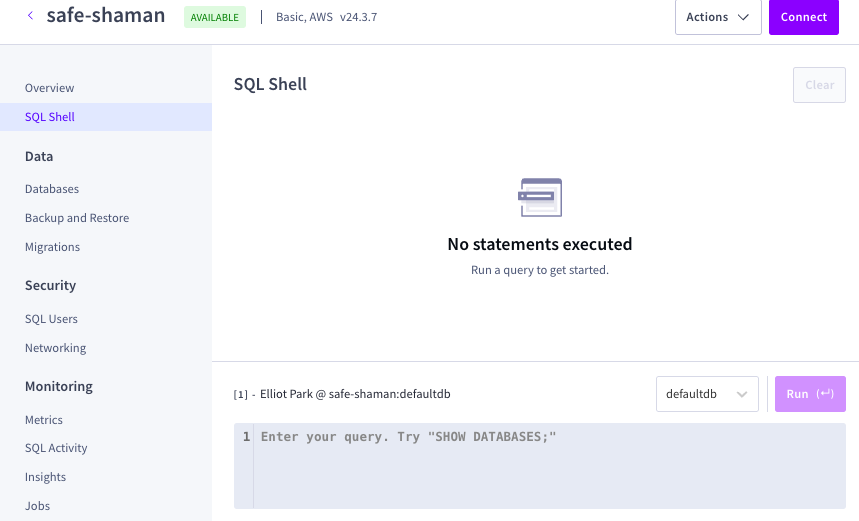 safe-shaman AVAILABLE Basic, AWS v24.3.7 Actions Connect
Overview
SQL Shell
Data
Databases
Backup and Restore
Migrations
Security
SQL Users
Networking
Monitoring
Metrics
SQL Activity
Insights
Jobs
SQL Shell Clear
No statements executed
Run a query to get started.
[1] - Elliot Park @ safe-shaman:defaultdb defaultdb Run (↵)
1 Enter your query. Try "SHOW DATABASES;"